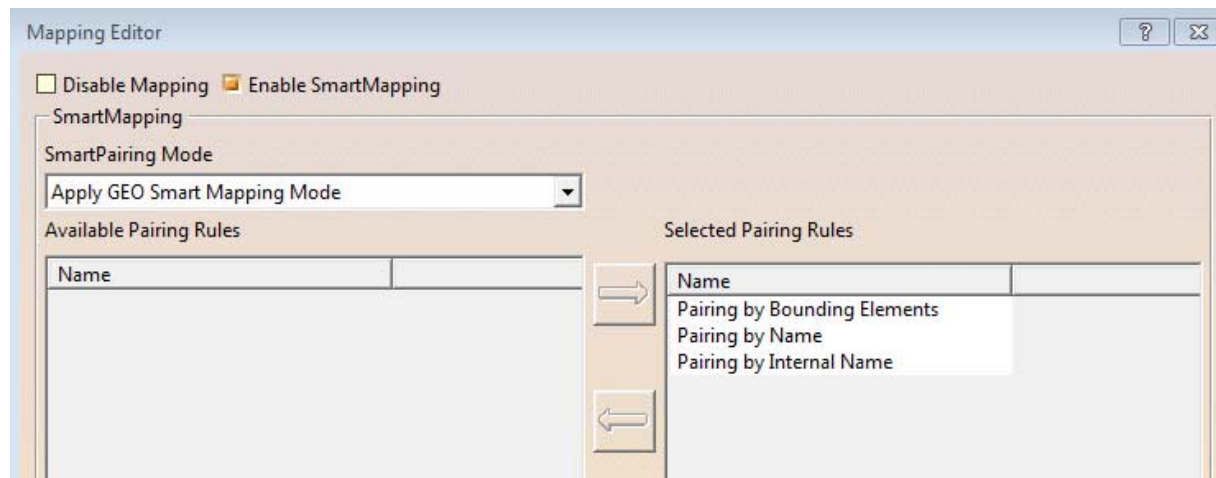 Mapping Editor
Disable Mapping Enable SmartMapping
SmartMapping
SmartPairing Mode
Apply GEO Smart Mapping Mode
Available Pairing Rules
Name
Selected Pairing Rules
Name
Pairing by Bounding Elements
Pairing by Name
Pairing by Internal Name